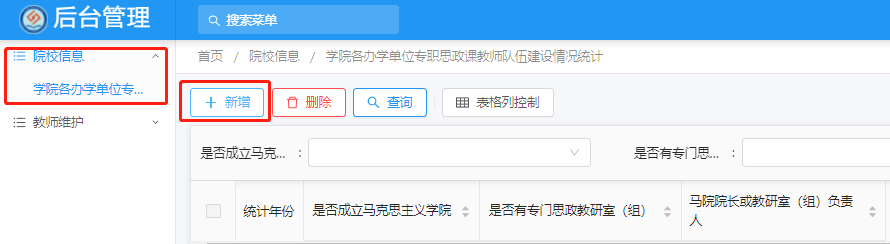 后台管理
搜索菜单
院校信息
学院各办学单位专...
教师维护
首页 / 院校信息 / 学院各办学单位专职思政课教师队伍建设情况统计
新增 删除 查询 表格列控制
是否成立马克... : 是否有专门思... :
统计年份 是否成立马克思主义学院 是否有专门思政教研室（组） 马院院长或教研室（组）负责
人